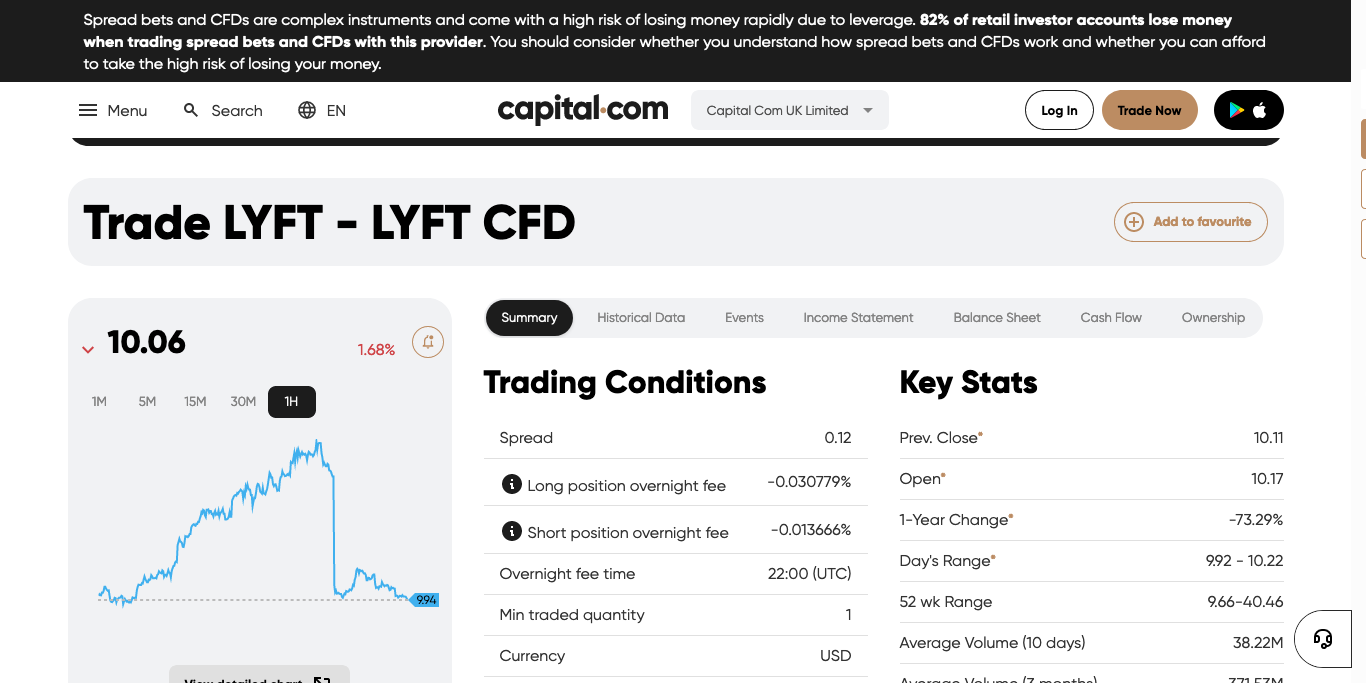 Spread bets and CFDs are complex instruments and come with a high risk of losing money rapidly due to leverage. 82% of retail investor accounts lose money
when trading spread bets and CFDs with this provider. You should consider whether you understand how spread bets and CFDs work and whether you can afford
to take the high risk of losing your money.
Menu
Search
EN
capital.com
Capital Com UK Limited
Log In
Trade Now
Trade LYFT - LYFT CFD
Add to favourite
10.06
1.68%
1M 5M 15M 30M 1H
9.94
View detailed chart
Summary
Historical Data
Events
Income Statement
Balance Sheet
Cash Flow
Ownership
Trading Conditions
Spread 0.12
Long position overnight fee -0.030779%
Short position overnight fee -0.013666%
Overnight fee time 22:00 (UTC)
Min traded quantity 1
Currency USD
Key Stats
Prev. Close* 10.11
Open* 10.17
1-Year Change* -73.29%
Day's Range* 9.92 - 10.22
52 wk Range 9.66-40.46
Average Volume (10 days) 38.22M
Average Volume (3 months) 371.53M